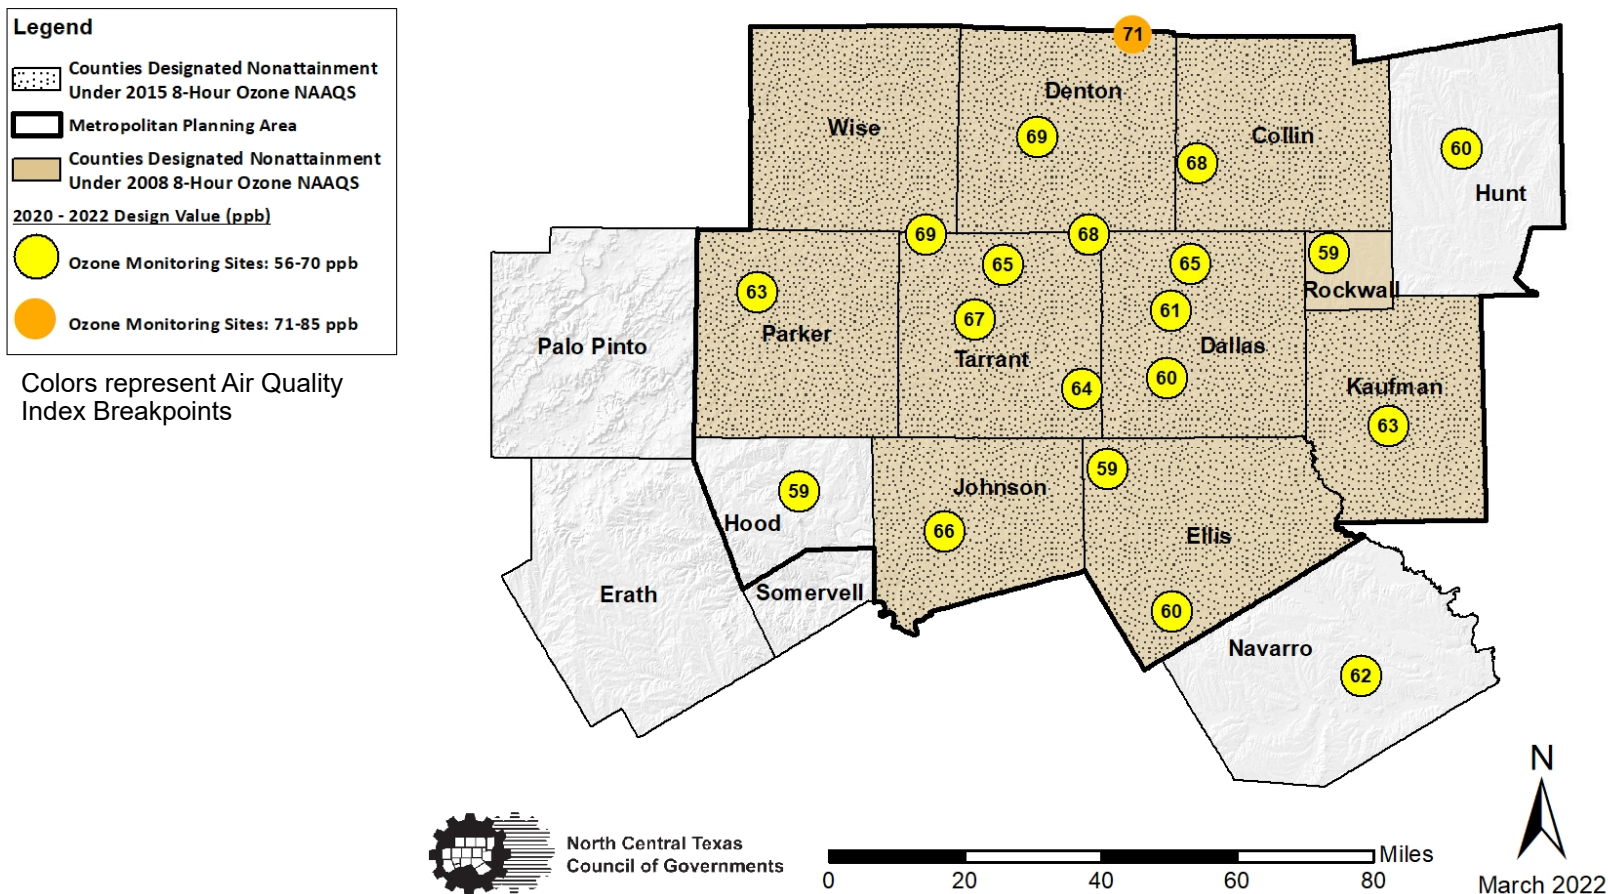 Legend
Counties Designated Nonattainment
Under 2015 8-Hour Ozone NAAQS
Metropolitan Planning Area
Counties Designated Nonattainment
Under 2008 8-Hour Ozone NAAQS
2020 - 2022 Design Value (ppb)
Ozone Monitoring Sites: 56-70 ppb
Ozone Monitoring Sites: 71-85 ppb
Colors represent Air Quality
Index Breakpoints
71
Denton
Wise
69
Collin
68
60
Hunt
69
68
65
65
59
Rockwall
63
Parker
67
Tarrant
61
Dallas
64
60
Palo Pinto
Kaufman
63
59
Hood
Johnson
66
59
Ellis
60
Erath
Somervell
Navarro
62
North Central Texas
Council of Governments
Miles
0 20 40 60 80
N
March 2022